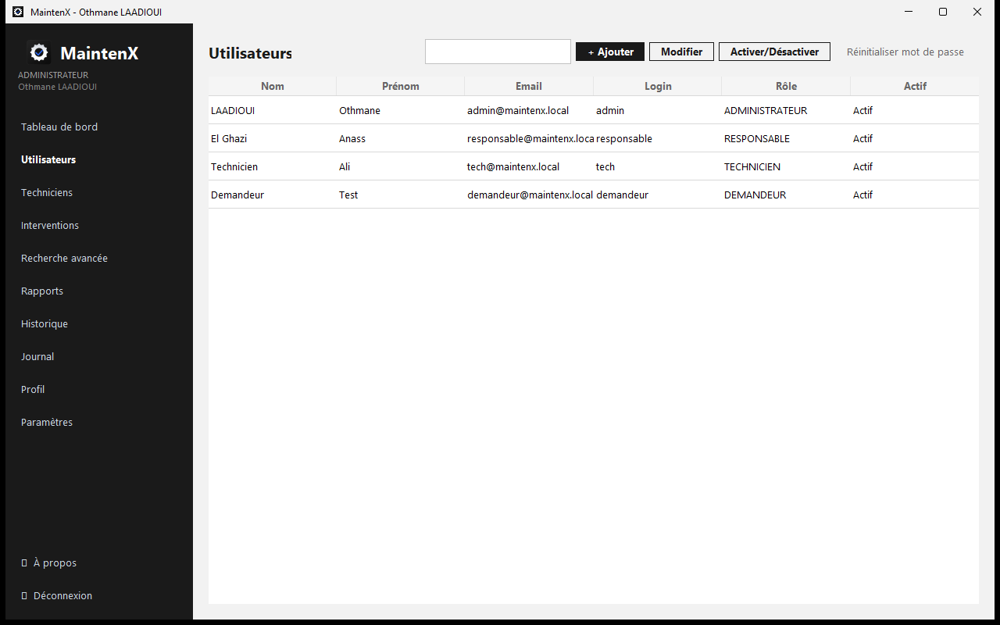 MaintenX - Othmane LAADIOUI
MaintenX
ADMINISTRATEUR
Othmane LAADIOUI
Tableau de bord
Utilisateurs
Techniciens
Interventions
Recherche avancée
Rapports
Historique
Journal
Profil
Paramètres
À propos
Déconnexion
Utilisateurs
+ Ajouter
Modifier
Activer/Désactiver
Réinitialiser mot de passe
Nom Prénom Email Login Rôle Actif
LAADIOUI Othmane admin@maintenx.local admin ADMINISTRATEUR Actif
El Ghazi Anass responsable@maintenx.loca responsable RESPONSABLE Actif
Technicien Ali tech@maintenx.local tech TECHNICIEN Actif
Demandeur Test demandeur@maintenx.local demandeur DEMANDEUR Actif